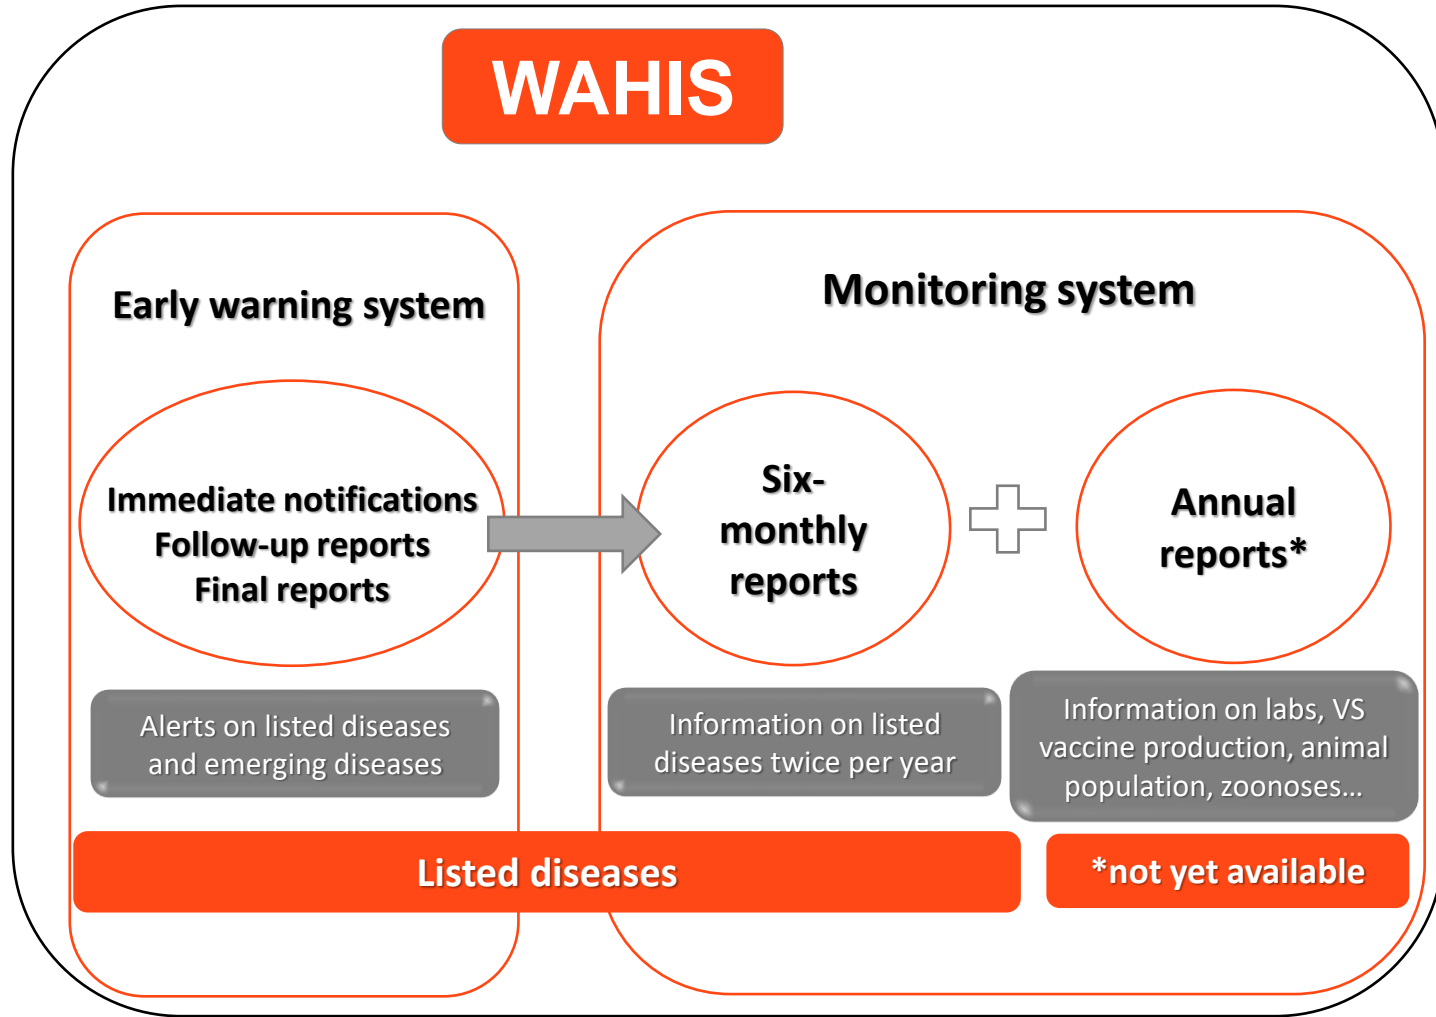 WAHIS
Early warning system
Immediate notifications
Follow-up reports
Final reports
Alerts on listed diseases
and emerging diseases
Monitoring system
Six-
monthly
reports
Annual
reports*
Information on listed
diseases twice per year
Information on labs, VS
vaccine production, animal
population, zoonoses...
Listed diseases
*not yet available